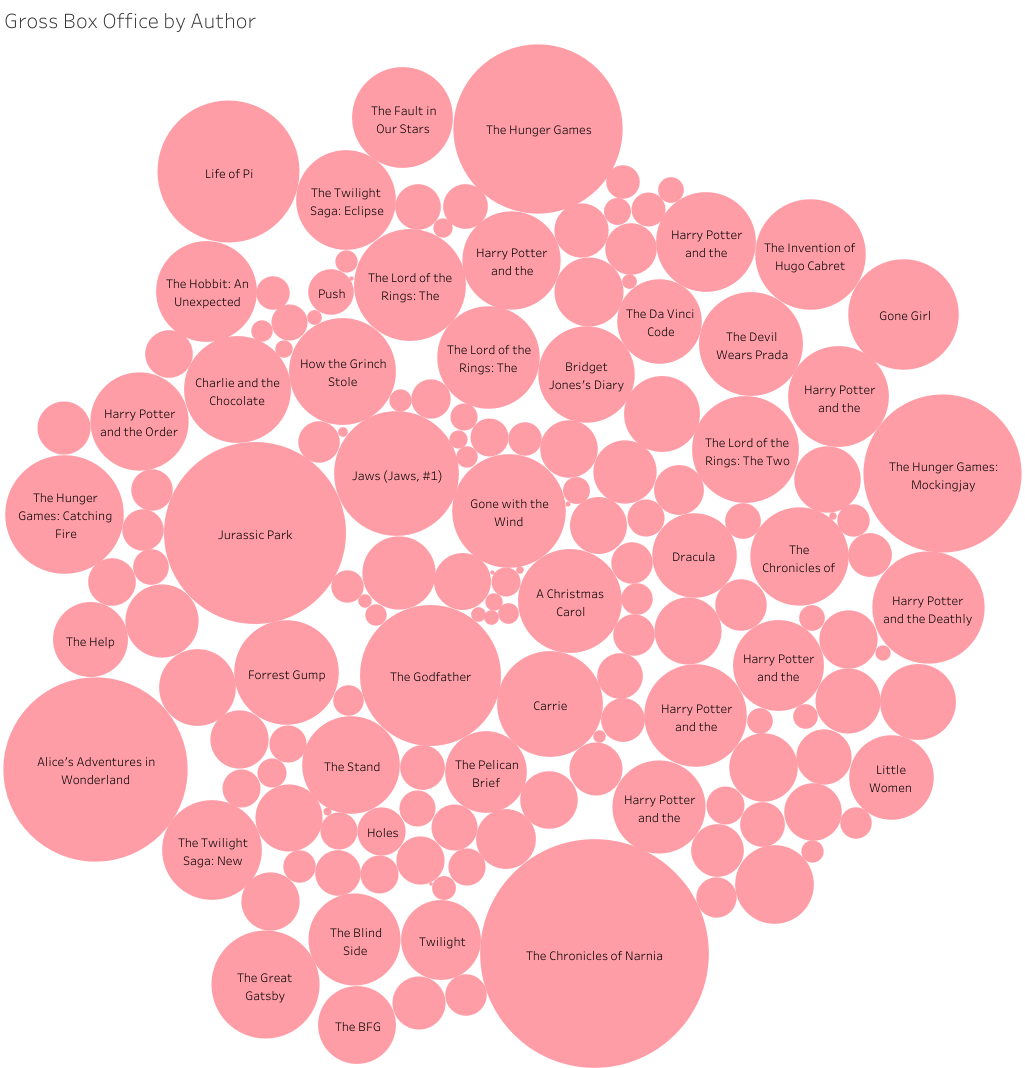 Gross Box Office by Author
The Fault in
Our Stars
The Hunger Games
Life of Pi
The Twilight
Saga: Eclipse
Harry Potter
and the
Harry Potter
and the
The Invention of
Hugo Cabret
The Hobbit: An
Unexpected
Push
The Lord of the
Rings: The
The Da Vinci
Code
Gone Girl
The Devil
Wears Prada
How the Grinch
Stole
The Lord of the
Rings: The
Bridget
Jones's Diary
Charlie and the
Chocolate
Harry Potter
and the
Harry Potter
and the Order
Jaws (Jaws, #1)
The Lord of the
Rings: The Two
The Hunger Games:
Mockingjay
The Hunger
Games: Catching
Fire
Jurassic Park
Gone with the
Wind
Dracula
The
Chronicles of
A Christmas
Carol
Harry Potter
and the Deathly
The Help
Forrest Gump
The Godfather
Harry Potter
and the
Carrie
Harry Potter
and the
Alice's Adventures in
Wonderland
The Stand
The Pelican
Brief
Little
Women
Harry Potter
and the
Holes
The Twilight
Saga: New
The Blind
Side
Twilight
The Chronicles of Narnia
The Great
Gatsby
The BFG